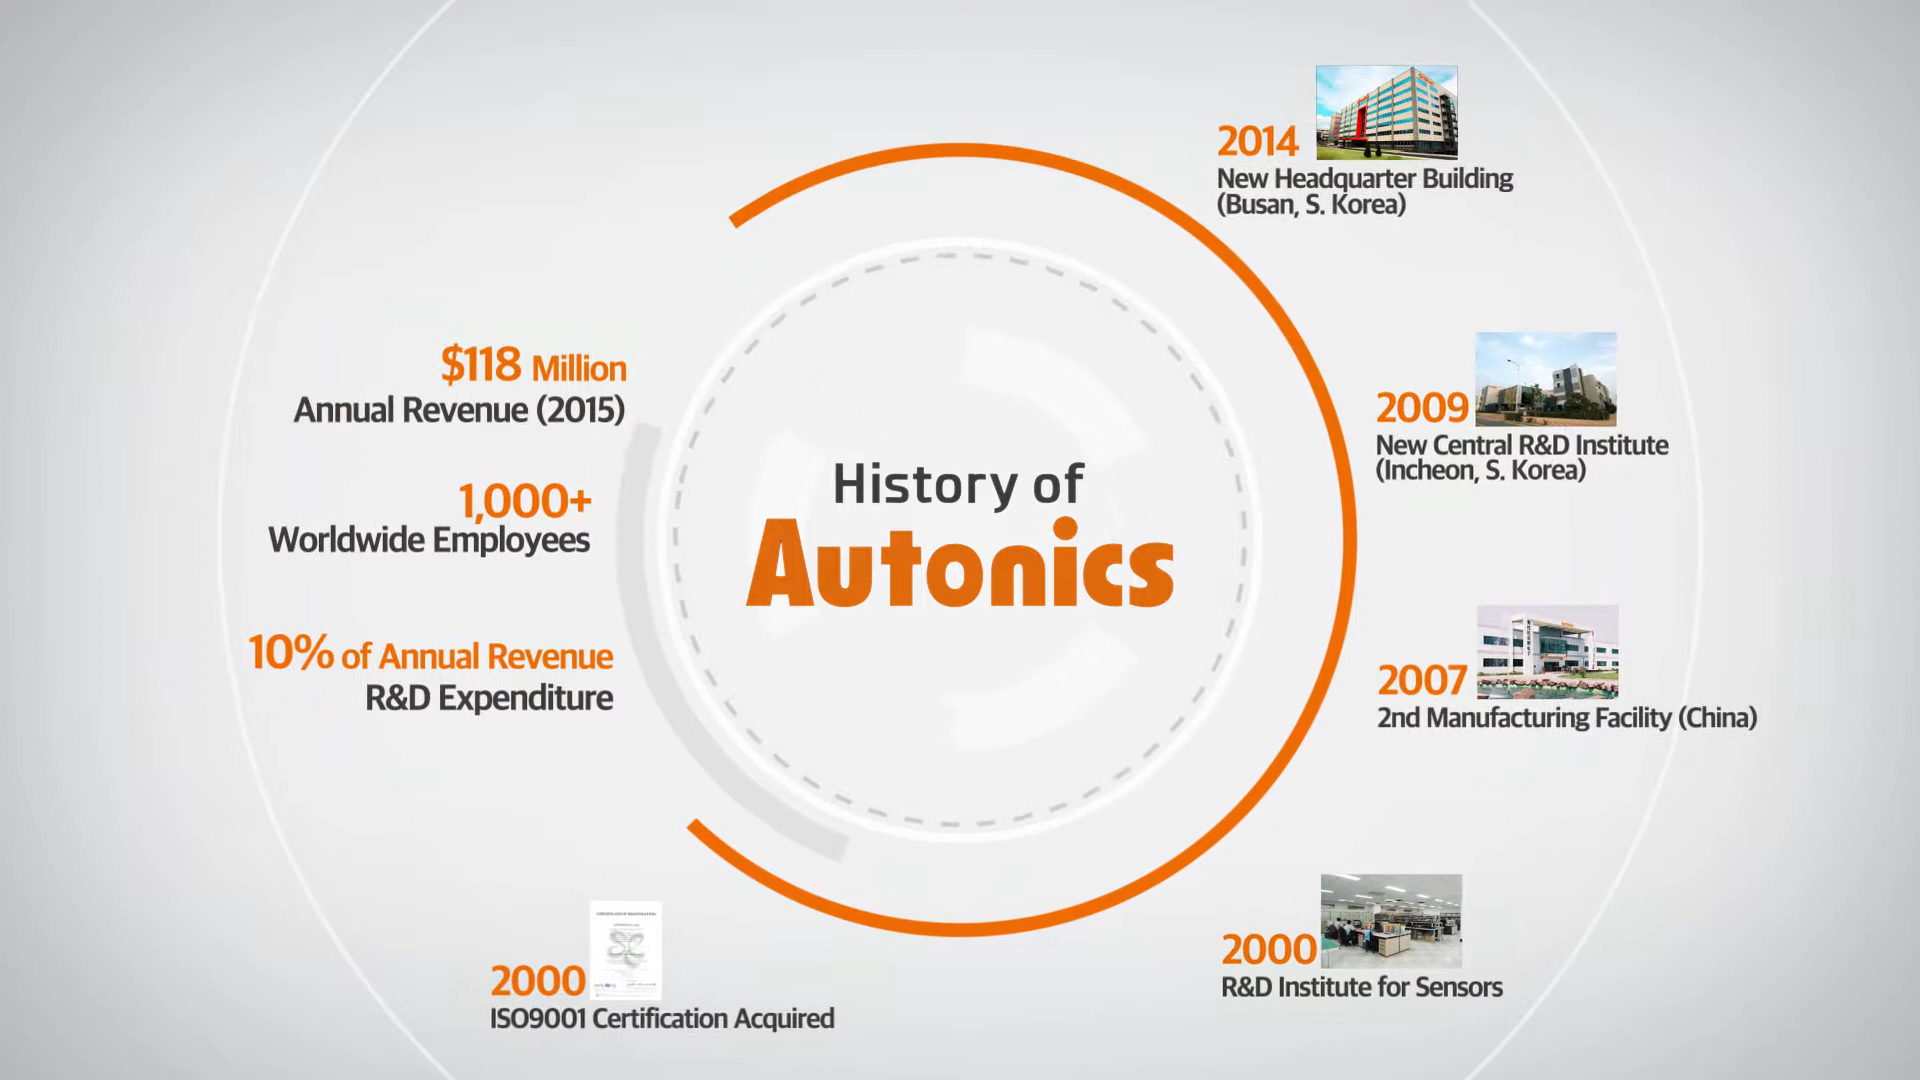 History of
Autonics
2014
New Headquarter Building
(Busan, S. Korea)
2009
New Central R&D Institute
(Incheon, S. Korea)
2007
2nd Manufacturing Facility (China)
2000
R&D Institute for Sensors
2000
ISO9001 Certification Acquired
$118 Million
Annual Revenue (2015)
1,000+
Worldwide Employees
10% of Annual Revenue
R&D Expenditure